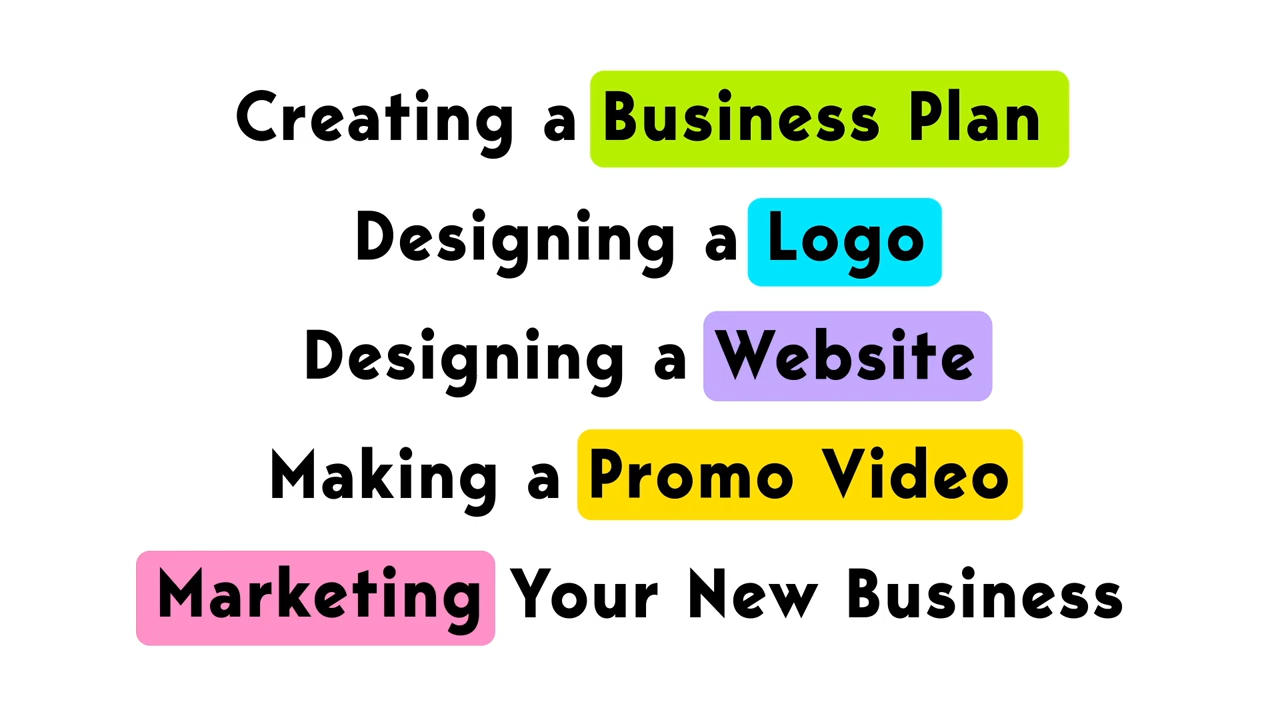 Creating a Business Plan
Designing a Logo
Designing a Website
Making a Promo Video
Marketing Your New Business